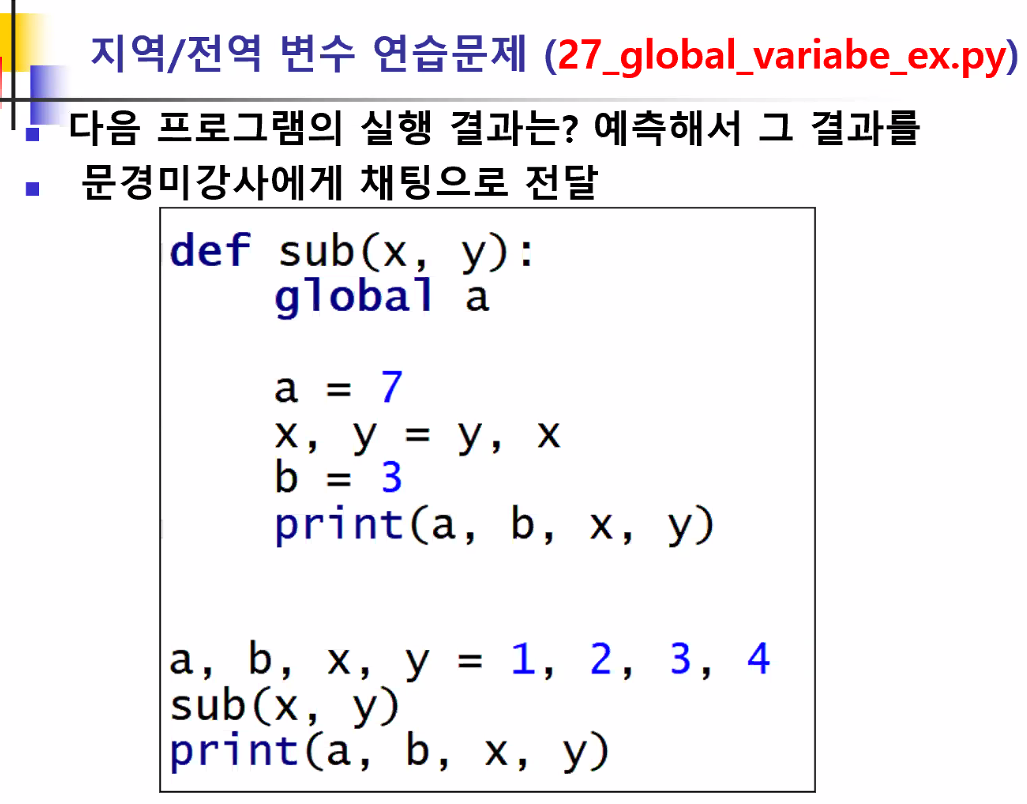 지역/전역 변수 연습문제 (27_global_variabe_ex.py)
다음 프로그램의 실행 결과는? 예측해서 그 결과를
문경미강사에게 채팅으로 전달
def sub(x, y):
    global a
    a = 7
    x, y = y, x
    b = 3
    print(a, b, x, y)
a, b, x, y = 1, 2, 3, 4
sub(x, y)
print(a, b, x, y)